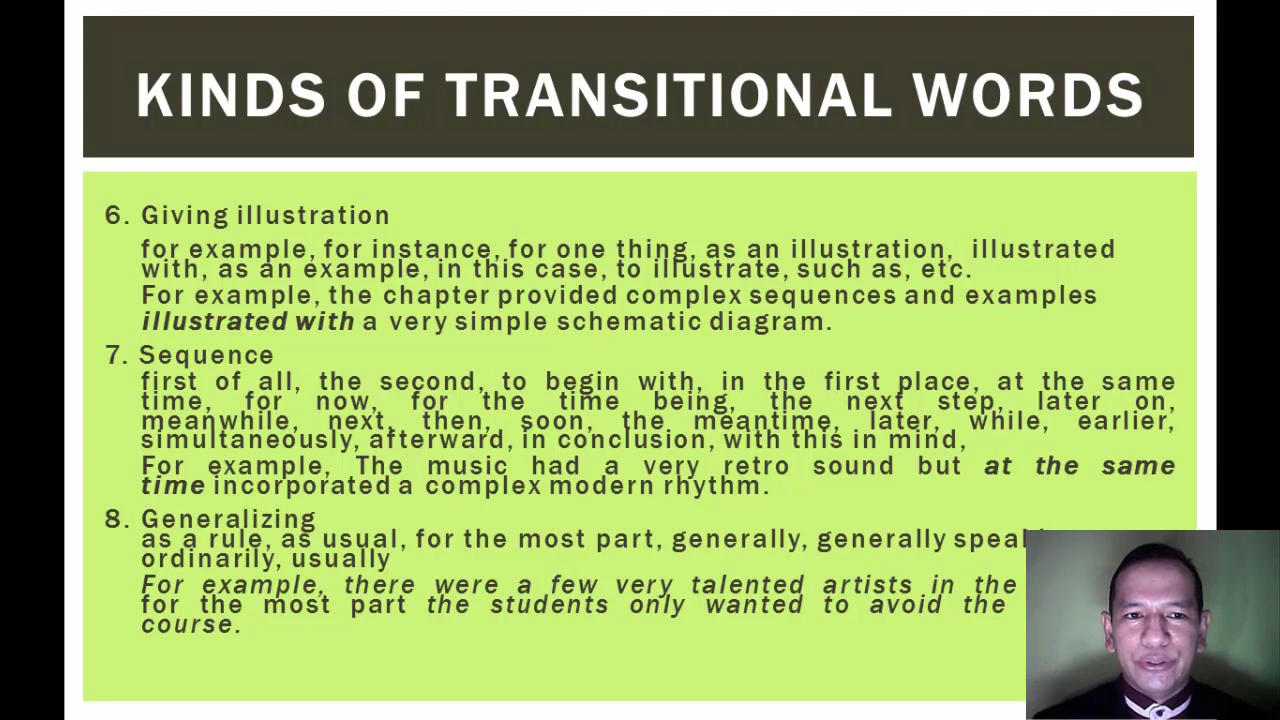 KINDS OF TRANSITIONAL WORDS
6. Giving illustration
for example, for instance, for one thing, as an illustration, illustrated
with, as an example, in this case, to illustrate, such as, etc.
For example, the chapter provided complex sequences and examples
illustrated with a very simple schematic diagram.
7. Sequence
first of all, the second, to begin with, in the first place, at the same
time, for now, for the time being, the next step, later on,
meanwhile, next, then, soon, the meantime, later, while, earlier,
simultaneously, afterward, in conclusion, with this in mind,
For example, The music had a very retro sound but at the same
time incorporated a complex modern rhythm.
8. Generalizing
as a rule, as usual, for the most part, generally, generally
ordinarily, usually
For example, there were a few very talented artists in the
for the most part the students only wanted to avoid the
course.